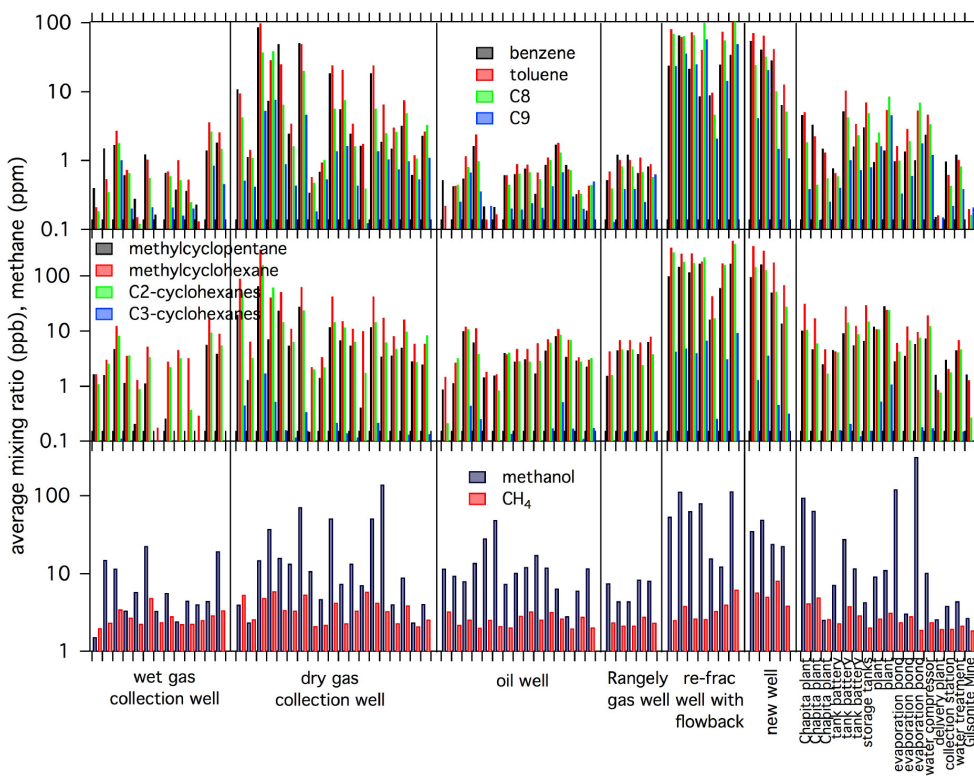 average mixing ratio (ppb), methane (ppm)
100
10
1
0.1
benzene
toluene
C8
C9
100
10
1
0.1
methylcyclopentane
methylcyclohexane
C2-cyclohexanes
C3-cyclohexanes
100
10
1
methanol
CH4
wet gas
collection well
dry gas
collection well
oil well
Rangely
gas well
re-frac
well with
flowback
new well
Chapita plant
Chapita plant
Chapita plant
tank battery
tank battery
tank battery
storage tanks
plant
plant
evaporation pond
evaporation pond
evaporation pond
water compressor
delivery plant
collection station
water treatment
Gilsonite Mine